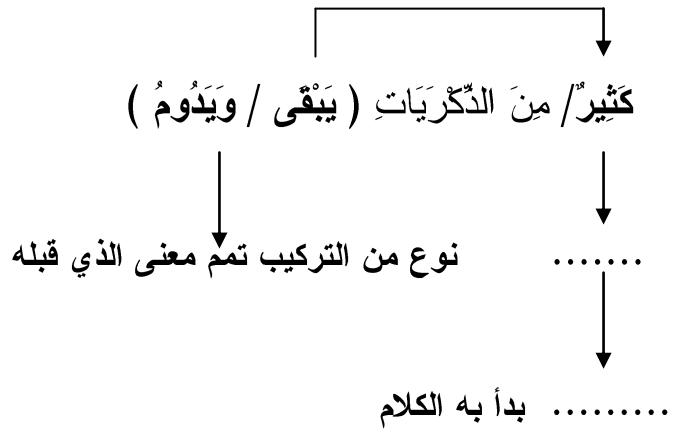 كَثِيرٌ/ مِنَ الذِّكْرَيَاتِ ( يَبْقَى / وَيَدُومُ )
....... نوع من التركيب تمم معنى الذي قبله
......... بدأ به الكلام